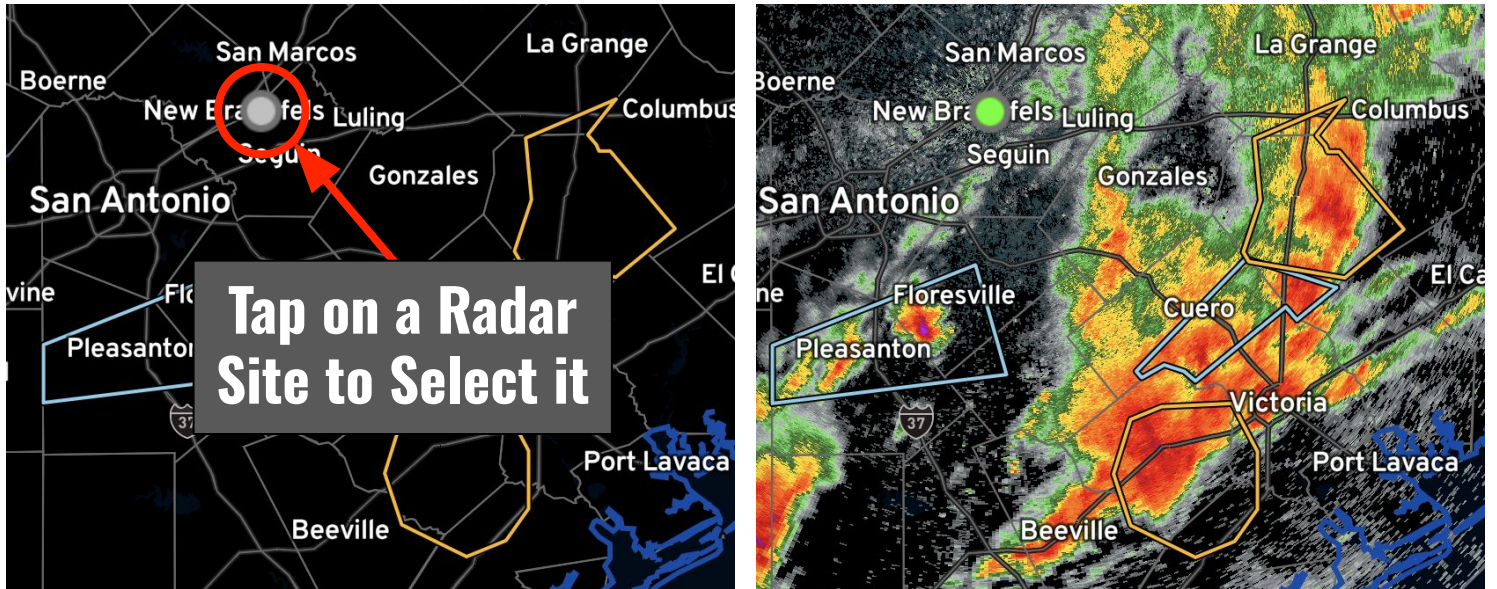 San Marcos
La Grange
Boerne
New Bra fels
Luling
Columbus
Seguin
Gonzales
San Antonio
El C
vine
Flo
Tap on a Radar
Site to Select it
Pleasanton
37
Port Lavaca
Beeville
San Marcos
La Grange
Boerne
New Bra fels
Luling
Columbus
Seguin
Gonzales
San Antonio
El Ca
ne
Floresville
Cuero
Pleasanton
Victoria
37
Port Lavaca
Beeville